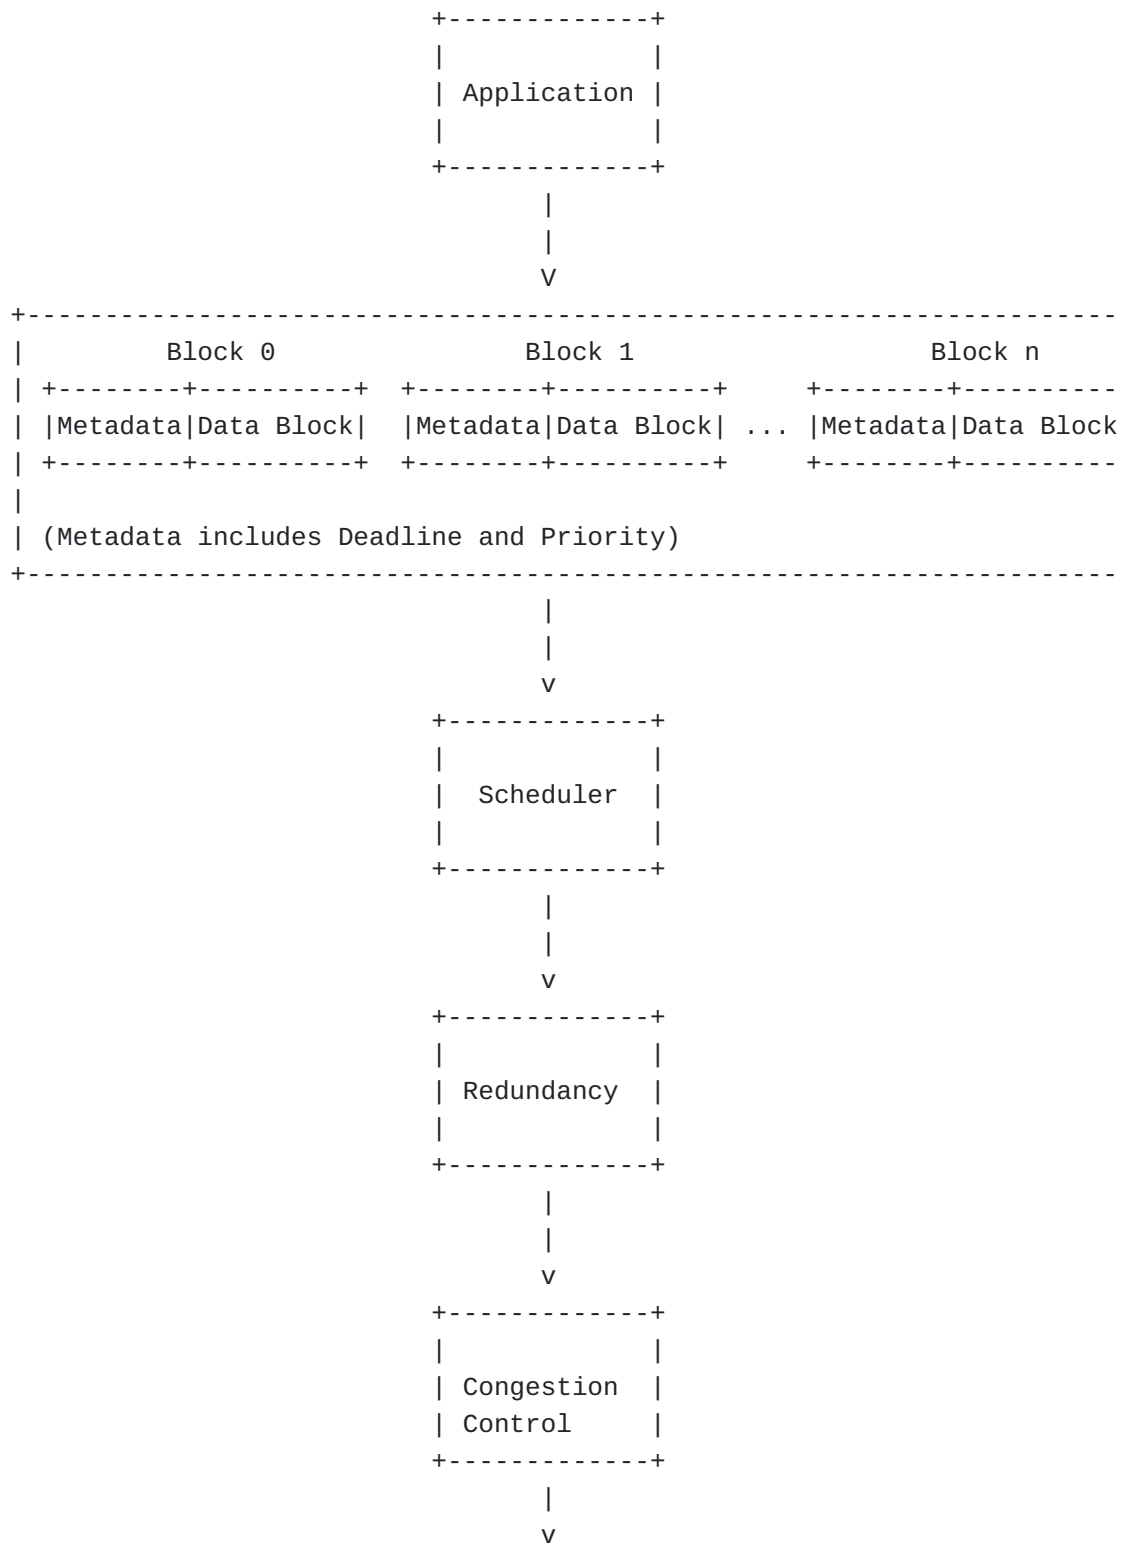 +-------------+
|             |
| Application |
|             |
+-------------+
|
|
V
+----------------------------------------------------------------------
|         Block 0                Block 1                   Block n
| +--------+----------+  +--------+----------+     +--------+----------
| |Metadata|Data Block|  |Metadata|Data Block| ... |Metadata|Data Block
| +--------+----------+  +--------+----------+     +--------+----------
|
| (Metadata includes Deadline and Priority)
+----------------------------------------------------------------------
|
|
v
+-------------+
|             |
|  Scheduler  |
|             |
+-------------+
|
|
v
+-------------+
|             |
| Redundancy  |
|             |
+-------------+
|
|
v
+-------------+
|             |
| Congestion  |
| Control     |
+-------------+
|
v